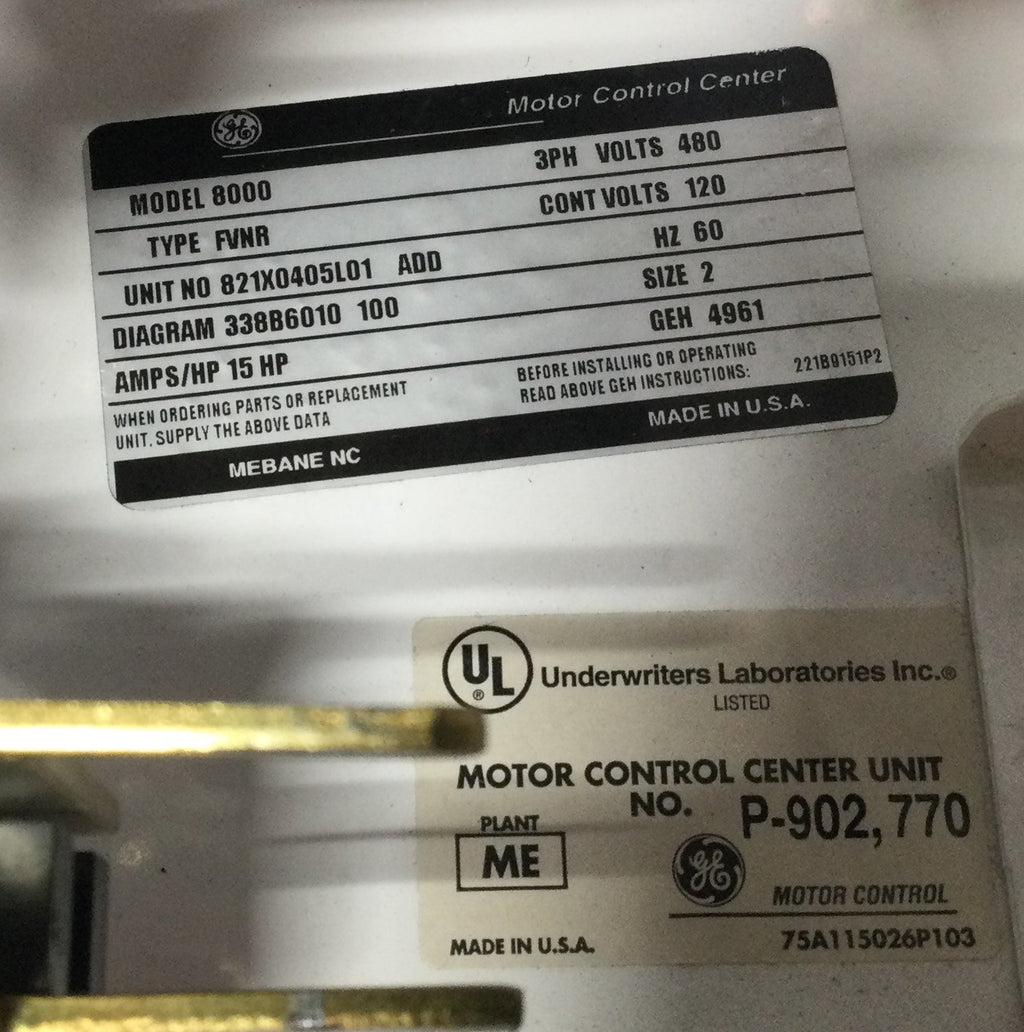 GE
Motor Control Center
MODEL 8000 3PH VOLTS 480
TYPE FVNR CONT VOLTS 120
UNIT NO 821X0405L01 ADD HZ 60
DIAGRAM 338B6010 100 SIZE 2
AMPS/HP 15 HP GEH 4961
WHEN ORDERING PARTS OR REPLACEMENT
UNIT. SUPPLY THE ABOVE DATA
BEFORE INSTALLING OR OPERATING
READ ABOVE GEH INSTRUCTIONS:
221B9151P2
MEBANE NC MADE IN U.S.A.
UL ® Underwriters Laboratories Inc.®
LISTED
MOTOR CONTROL CENTER UNIT
NO. P-902,770
PLANT
ME
GE MOTOR CONTROL
MADE IN U.S.A. 75A115026P103